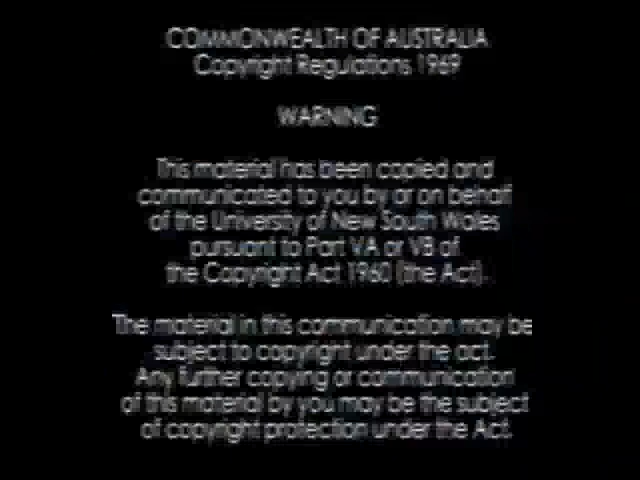 COMMONWEALTH OF AUSTRALIA
Copyright Regulations 1969
WARNING
This material has been copied and
communicated to you by or on behalf
of the University of New South Wales
pursuant to Part VA or VB of
the Copyright Act 1960 (the Act).
The material in this communication may be
subject to copyright under the act.
Any further copying or communication
of this material by you may be the subject
of copyright protection under the Act.